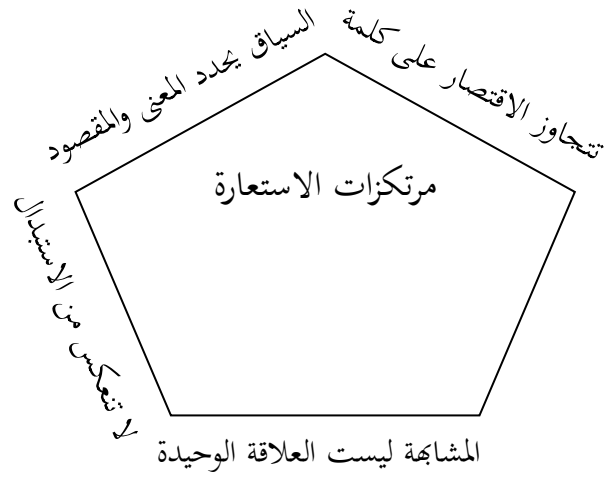 تتجاوز الاقتصار على كلمة
السياق يحدد المعنى والمقصود
مرتكزات الاستعارة
لا تنعكس من الاستبدال
المشابهة ليست العلاقة الوحيدة